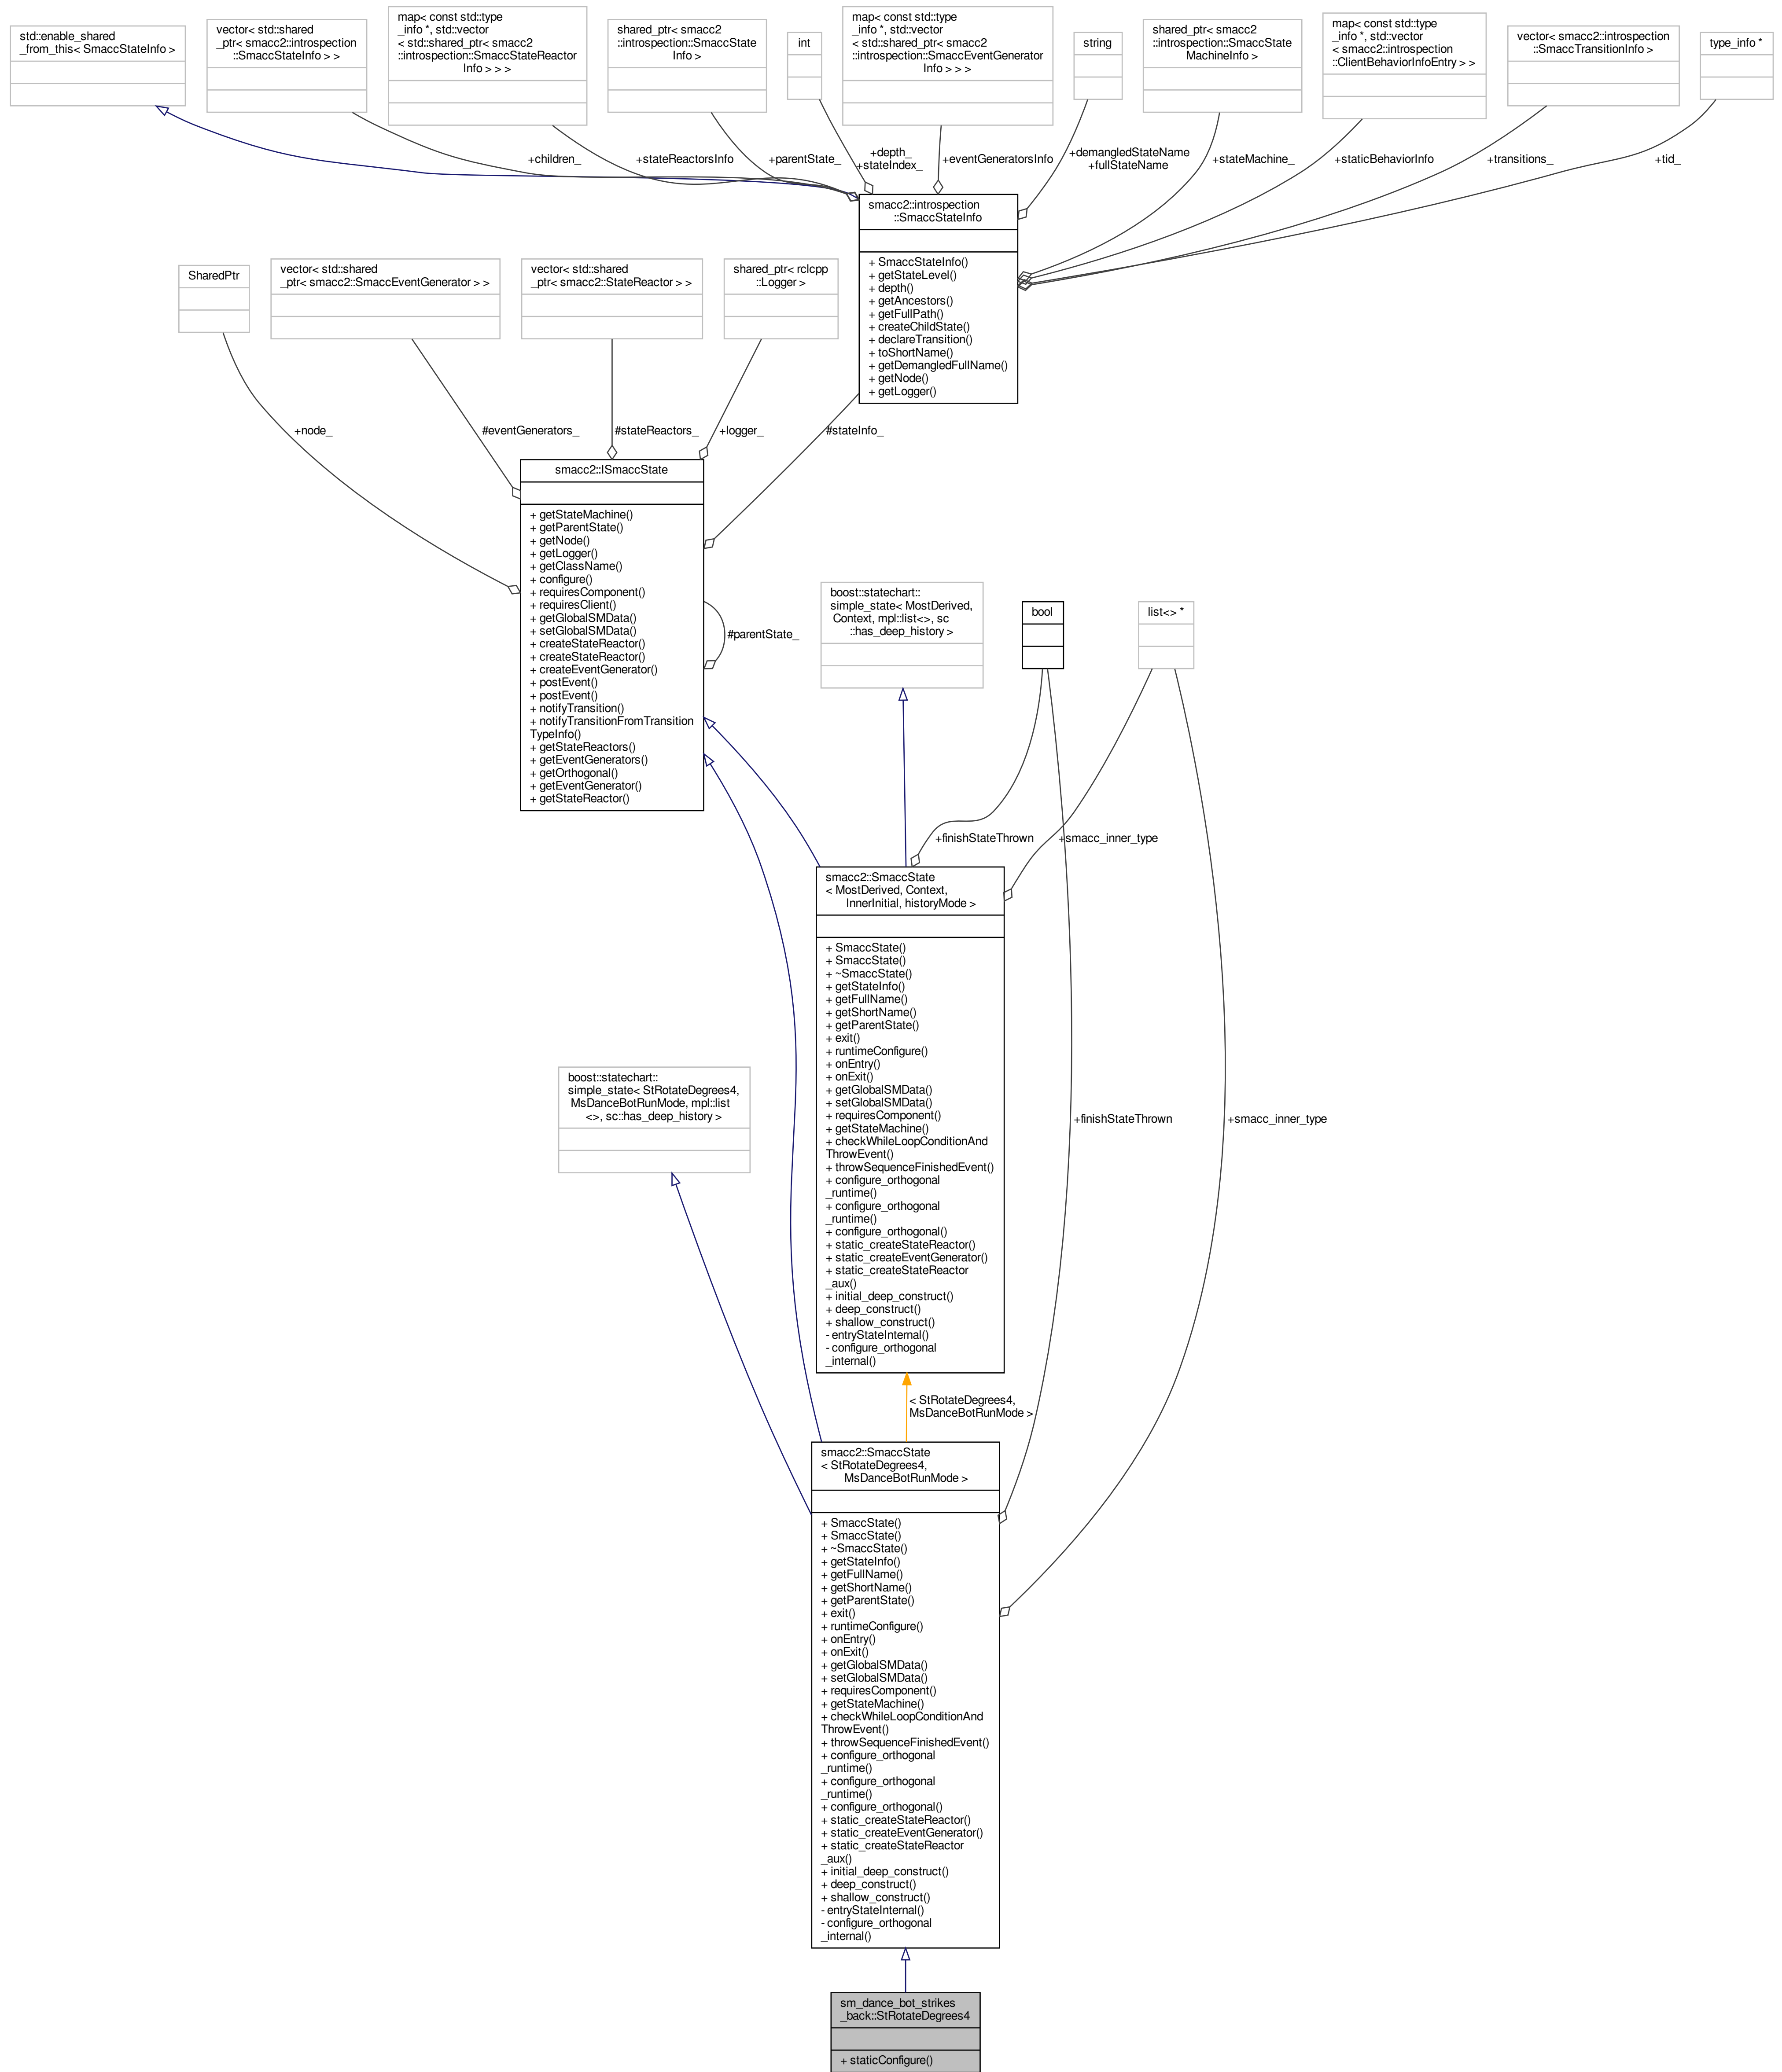 std::enable_shared
_from_this< SmaccStateInfo >
vector< std::shared
_ptr< smacc2::introspection
::SmaccStateInfo > >
map< const std::type
_info *, std::vector
< std::shared_ptr< smacc2
::introspection::SmaccStateReactor
Info > > >
shared_ptr< smacc2
::introspection::SmaccState
Info >
int
map< const std::type
_info *, std::vector
< std::shared_ptr< smacc2
::introspection::SmaccEventGenerator
Info > > >
string
shared_ptr< smacc2
::introspection::SmaccState
MachineInfo >
map< const std::type
_info *, std::vector
< smacc2::introspection
::ClientBehaviorInfoEntry > >
vector< smacc2::introspection
::SmaccTransitionInfo >
type_info *
+children_
+stateReactorsInfo
+parentState_
+depth_
+stateIndex_
+eventGeneratorsInfo
+demangledStateName
+fullStateName
+stateMachine_
+staticBehaviorInfo
+transitions_
+tid_
smacc2::introspection
::SmaccStateInfo
+ SmaccStateInfo()
+ getStateLevel()
+ depth()
+ getAncestors()
+ getFullPath()
+ createChildState()
+ declareTransition()
+ toShortName()
+ getDemangledFullName()
+ getNode()
+ getLogger()
SharedPtr
vector< std::shared
_ptr< smacc2::SmaccEventGenerator > >
vector< std::shared
_ptr< smacc2::StateReactor > >
shared_ptr< rclcpp
::Logger >
+node_
#eventGenerators_
#stateReactors_
+logger_
#stateInfo_
smacc2::ISmaccState
+ getStateMachine()
+ getParentState()
+ getNode()
+ getLogger()
+ getClassName()
+ configure()
+ requiresComponent()
+ requiresClient()
+ getGlobalSMData()
+ setGlobalSMData()
+ createStateReactor()
+ createStateReactor()
+ createEventGenerator()
+ postEvent()
+ postEvent()
+ notifyTransition()
+ notifyTransitionFromTransition
TypeInfo()
+ getStateReactors()
+ getEventGenerators()
+ getOrthogonal()
+ getEventGenerator()
+ getStateReactor()
#parentState_
boost::statechart::
simple_state< MostDerived,
Context, mpl::list<>, sc
::has_deep_history >
bool
list<> *
+finishStateThrown
+smacc_inner_type
smacc2::SmaccState
< MostDerived, Context,
InnerInitial, historyMode >
+ SmaccState()
+ SmaccState()
+ ~SmaccState()
+ getStateInfo()
+ getFullName()
+ getShortName()
+ getParentState()
+ exit()
+ runtimeConfigure()
+ onEntry()
+ onExit()
+ getGlobalSMData()
+ setGlobalSMData()
+ requiresComponent()
+ getStateMachine()
+ checkWhileLoopConditionAnd
ThrowEvent()
+ throwSequenceFinishedEvent()
+ configure_orthogonal
_runtime()
+ configure_orthogonal
_runtime()
+ configure_orthogonal()
+ static_createStateReactor()
+ static_createEventGenerator()
+ static_createStateReactor
_aux()
+ initial_deep_construct()
+ deep_construct()
+ shallow_construct()
- entryStateInternal()
- configure_orthogonal
_internal()
boost::statechart::
simple_state< StRotateDegrees4,
MsDanceBotRunMode, mpl::list
<>, sc::has_deep_history >
+finishStateThrown
+smacc_inner_type
< StRotateDegrees4,
MsDanceBotRunMode >
smacc2::SmaccState
< StRotateDegrees4,
MsDanceBotRunMode >
+ SmaccState()
+ SmaccState()
+ ~SmaccState()
+ getStateInfo()
+ getFullName()
+ getShortName()
+ getParentState()
+ exit()
+ runtimeConfigure()
+ onEntry()
+ onExit()
+ getGlobalSMData()
+ setGlobalSMData()
+ requiresComponent()
+ getStateMachine()
+ checkWhileLoopConditionAnd
ThrowEvent()
+ throwSequenceFinishedEvent()
+ configure_orthogonal
_runtime()
+ configure_orthogonal
_runtime()
+ configure_orthogonal()
+ static_createStateReactor()
+ static_createEventGenerator()
+ static_createStateReactor
_aux()
+ initial_deep_construct()
+ deep_construct()
+ shallow_construct()
- entryStateInternal()
- configure_orthogonal
_internal()
sm_dance_bot_strikes
_back::StRotateDegrees4
+ staticConfigure()